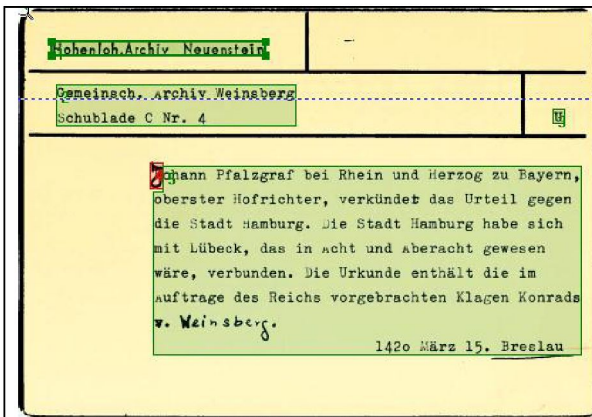 Hohenloh.Archiv Neuenstein
Gemeinsch. Archiv Weinsberg
Schublade C Nr. 4
U
Johann Pfalzgraf bei Rhein und Herzog zu Bayern,
oberster Hofrichter, verkündet das Urteil gegen
die Stadt Hamburg. Die Stadt Hamburg habe sich
mit Lübeck, das in Acht und Aberacht gewesen
wäre, verbunden. Die Urkunde enthält die im
Auftrage des Reichs vorgebrachten Klagen Konrads
v. Weinsberg.
142o März 15. Breslau